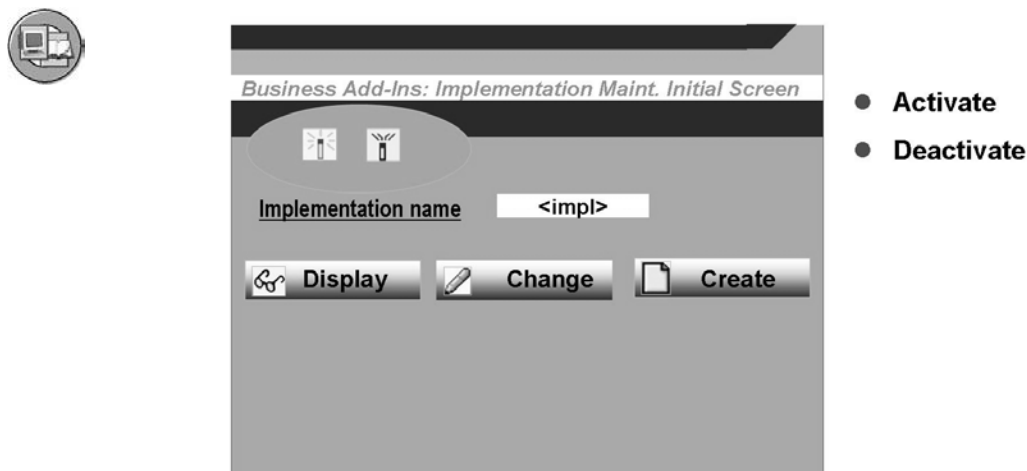 Business Add-Ins: Implementation Maint. Initial Screen
Activate
Deactivate
Implementation name <impl>
Display Change Create